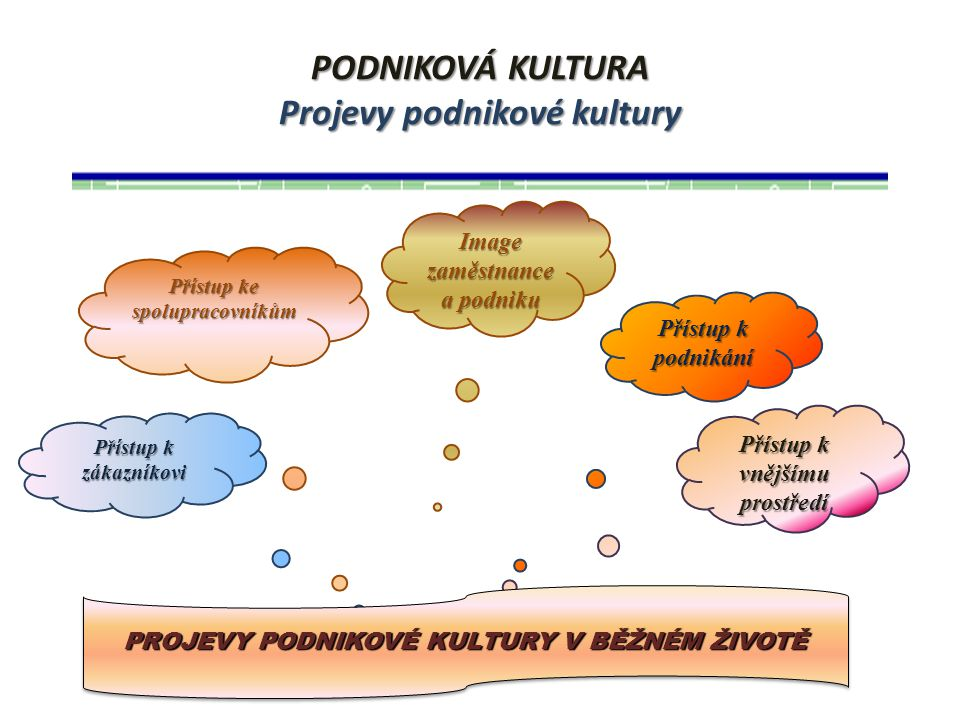 PODNIKOVÁ KULTURA
Projevy podnikové kultury
Image
zaměstnance
a podniku
Přístup ke
spolupracovníkům
Přístup k
podnikání
Přístup k
zákazníkovi
Přístup k
vnějšímu
prostředí
PROJEVY PODNIKOVÉ KULTURY V BĚŽNÉM ŽIVOTĚ